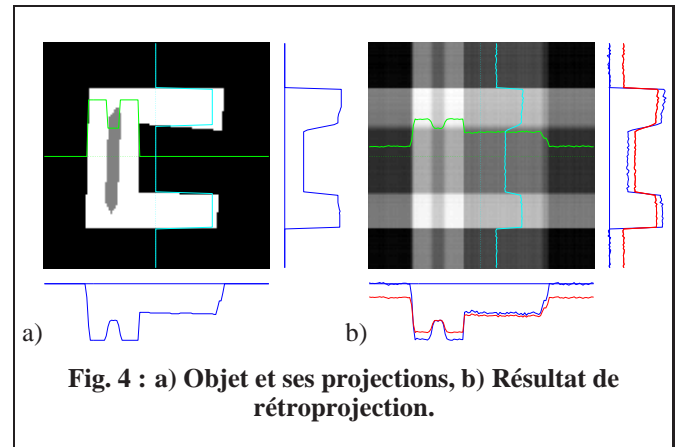 a)
b)
Fig. 4 : a) Objet et ses projections, b) Résultat de
rétroprojection.